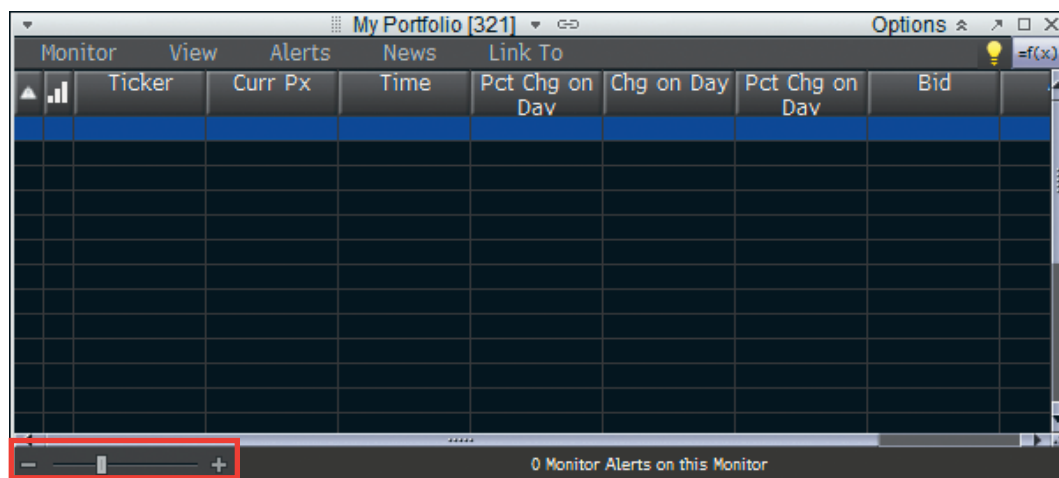 My Portfolio [321] Options
Monitor View Alerts News Link To =f(x)
Ticker Curr Px Time Pct Chg on Day Chg on Day Pct Chg on Day Bid
0 Monitor Alerts on this Monitor